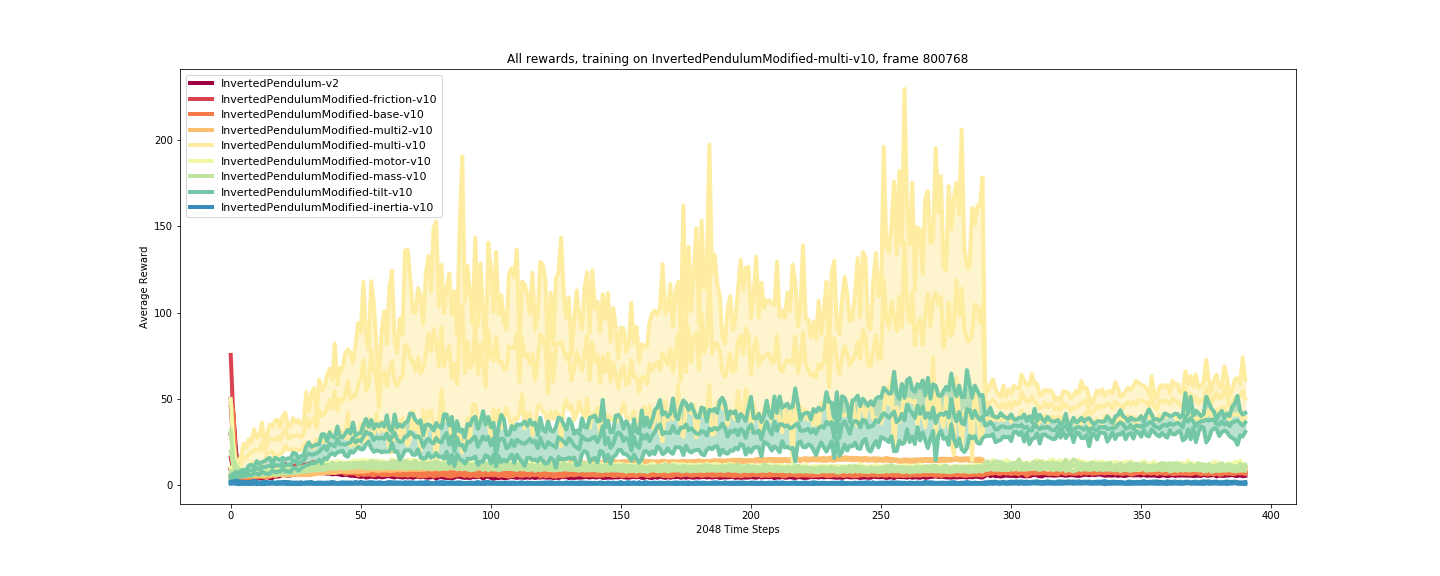 All rewards, training on InvertedPendulumModified-multi-v10, frame 800768
InvertedPendulum-v2
InvertedPendulumModified-friction-v10
InvertedPendulumModified-base-v10
InvertedPendulumModified-multi2-v10
InvertedPendulumModified-multi-v10
InvertedPendulumModified-motor-v10
InvertedPendulumModified-mass-v10
InvertedPendulumModified-tilt-v10
InvertedPendulumModified-inertia-v10
Average Reward
200
150
100
50
0
0 50 100 150 200 250 300 350 400
2048 Time Steps